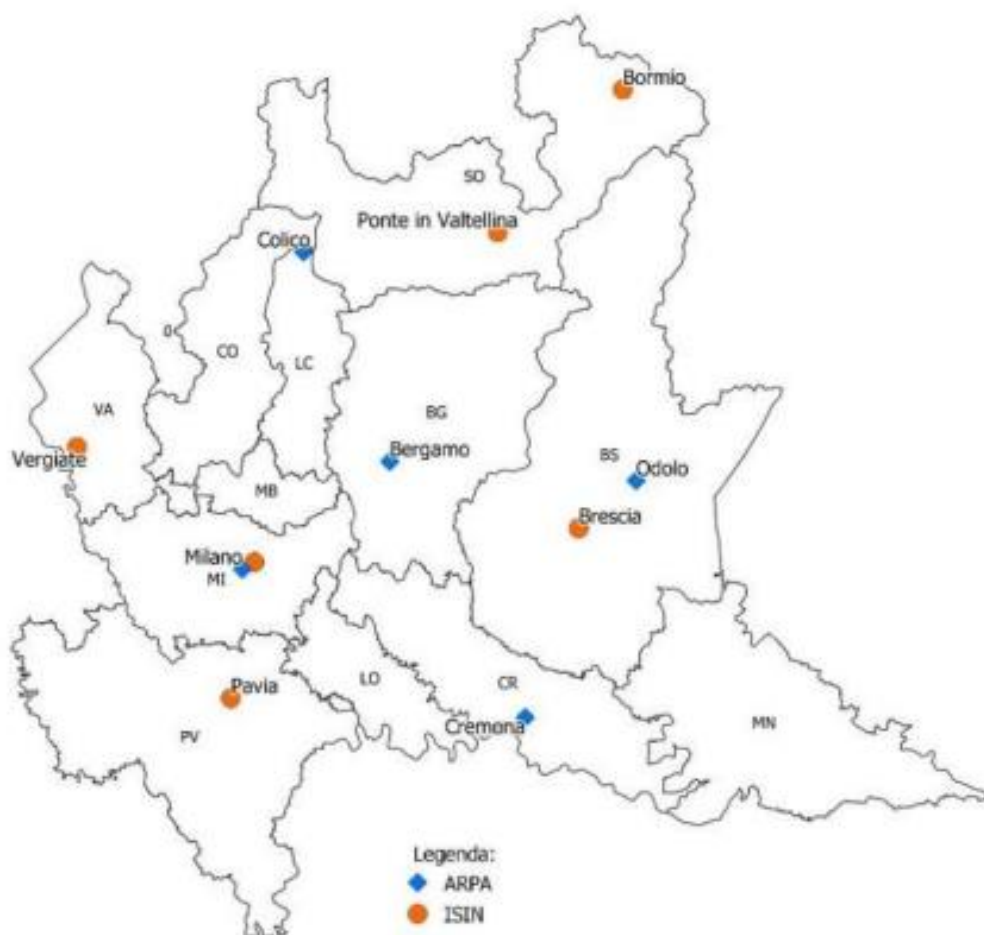 Bormio
SO
Ponte in Valtellina
Colico
0
CO
LC
VA
BG
Bergamo
Vergiate
BS
Odolo
MB
Brescia
Milano
MI
LO
CR
Pavia
Cremona
MN
PV
Legenda:
ARPA
ISIN